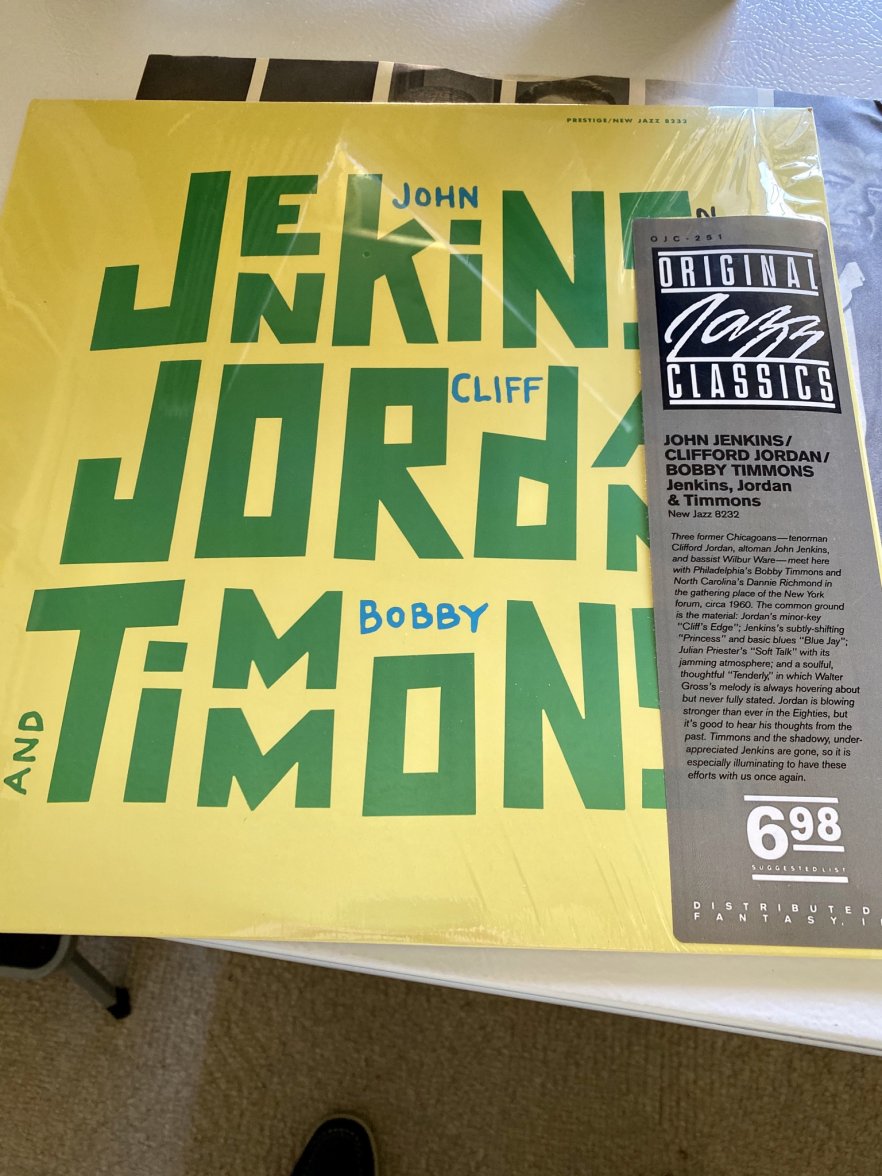 PRESTIGE/NEW JAZZ 8232
JENKINS
JOHN
JORDAN
CLIFF
AND
TIMMONS
BOBBY
OJC-251
ORIGINAL
Jazz
CLASSICS
JOHN JENKINS/
CLIFFORD JORDAN/
BOBBY TIMMONS
Jenkins, Jordan
& Timmons
New Jazz 8232
Three former Chicagoans—tenorman
Clifford Jordan, altoman John Jenkins,
and bassist Wilbur Ware—meet here
with Philadelphia's Bobby Timmons and
North Carolina's Dannie Richmond in
the gathering place of the New York
forum, circa 1960. The common ground
is the material: Jordan's minor-key
"Cliff's Edge"; Jenkins's subtly-shifting
"Princess" and basic blues "Blue Jay";
Julian Priester's "Soft Talk" with its
jamming atmosphere; and a soulful,
thoughtful "Tenderly," in which Walter
Gross's melody is always hovering about
but never fully stated. Jordan is blowing
stronger than ever in the Eighties, but
it's good to hear his thoughts from the
past. Timmons and the shadowy, under-
appreciated Jenkins are gone, so it is
especially illuminating to have these
efforts with us once again.
698
SUGGESTED LIST
DISTRIBUTED
FANTASY, I